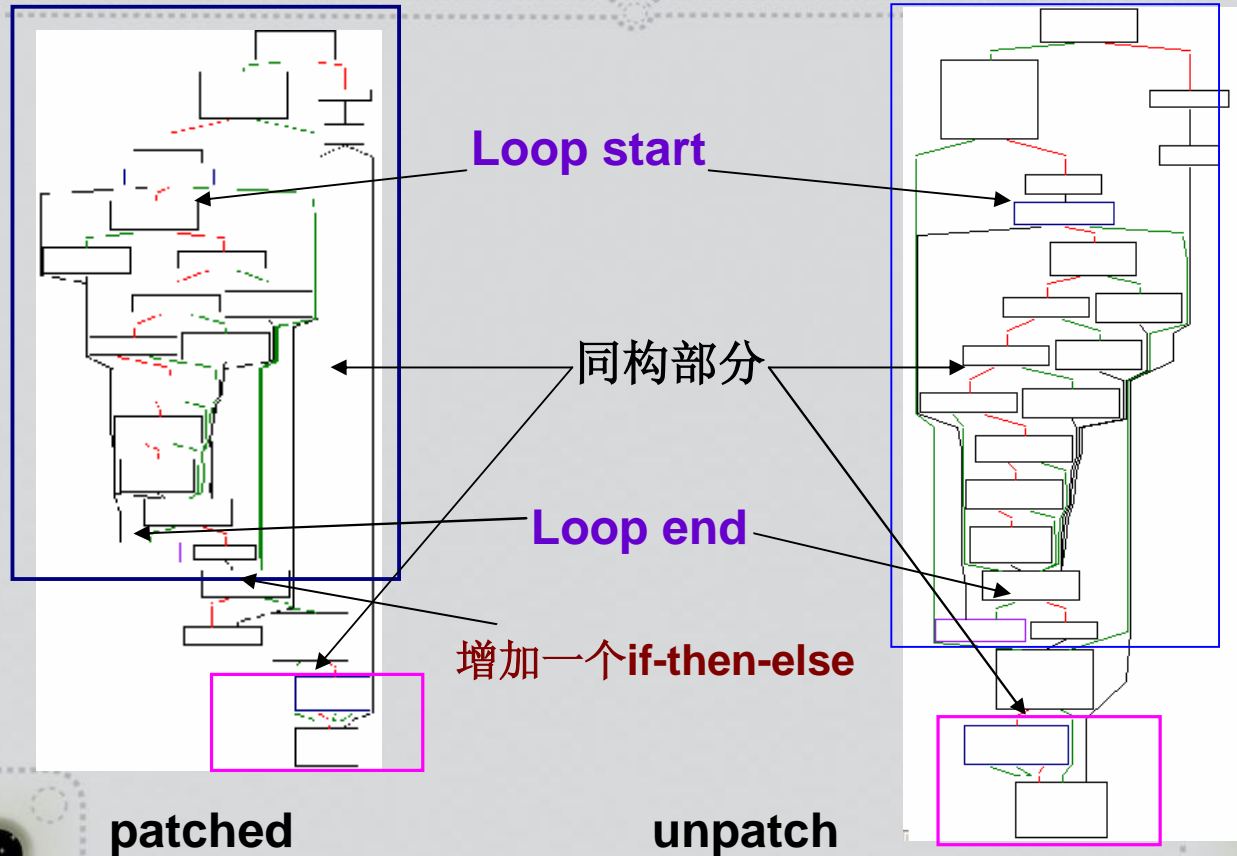 Loop start
同构部分
Loop end
增加一个if-then-else
patched
unpatch